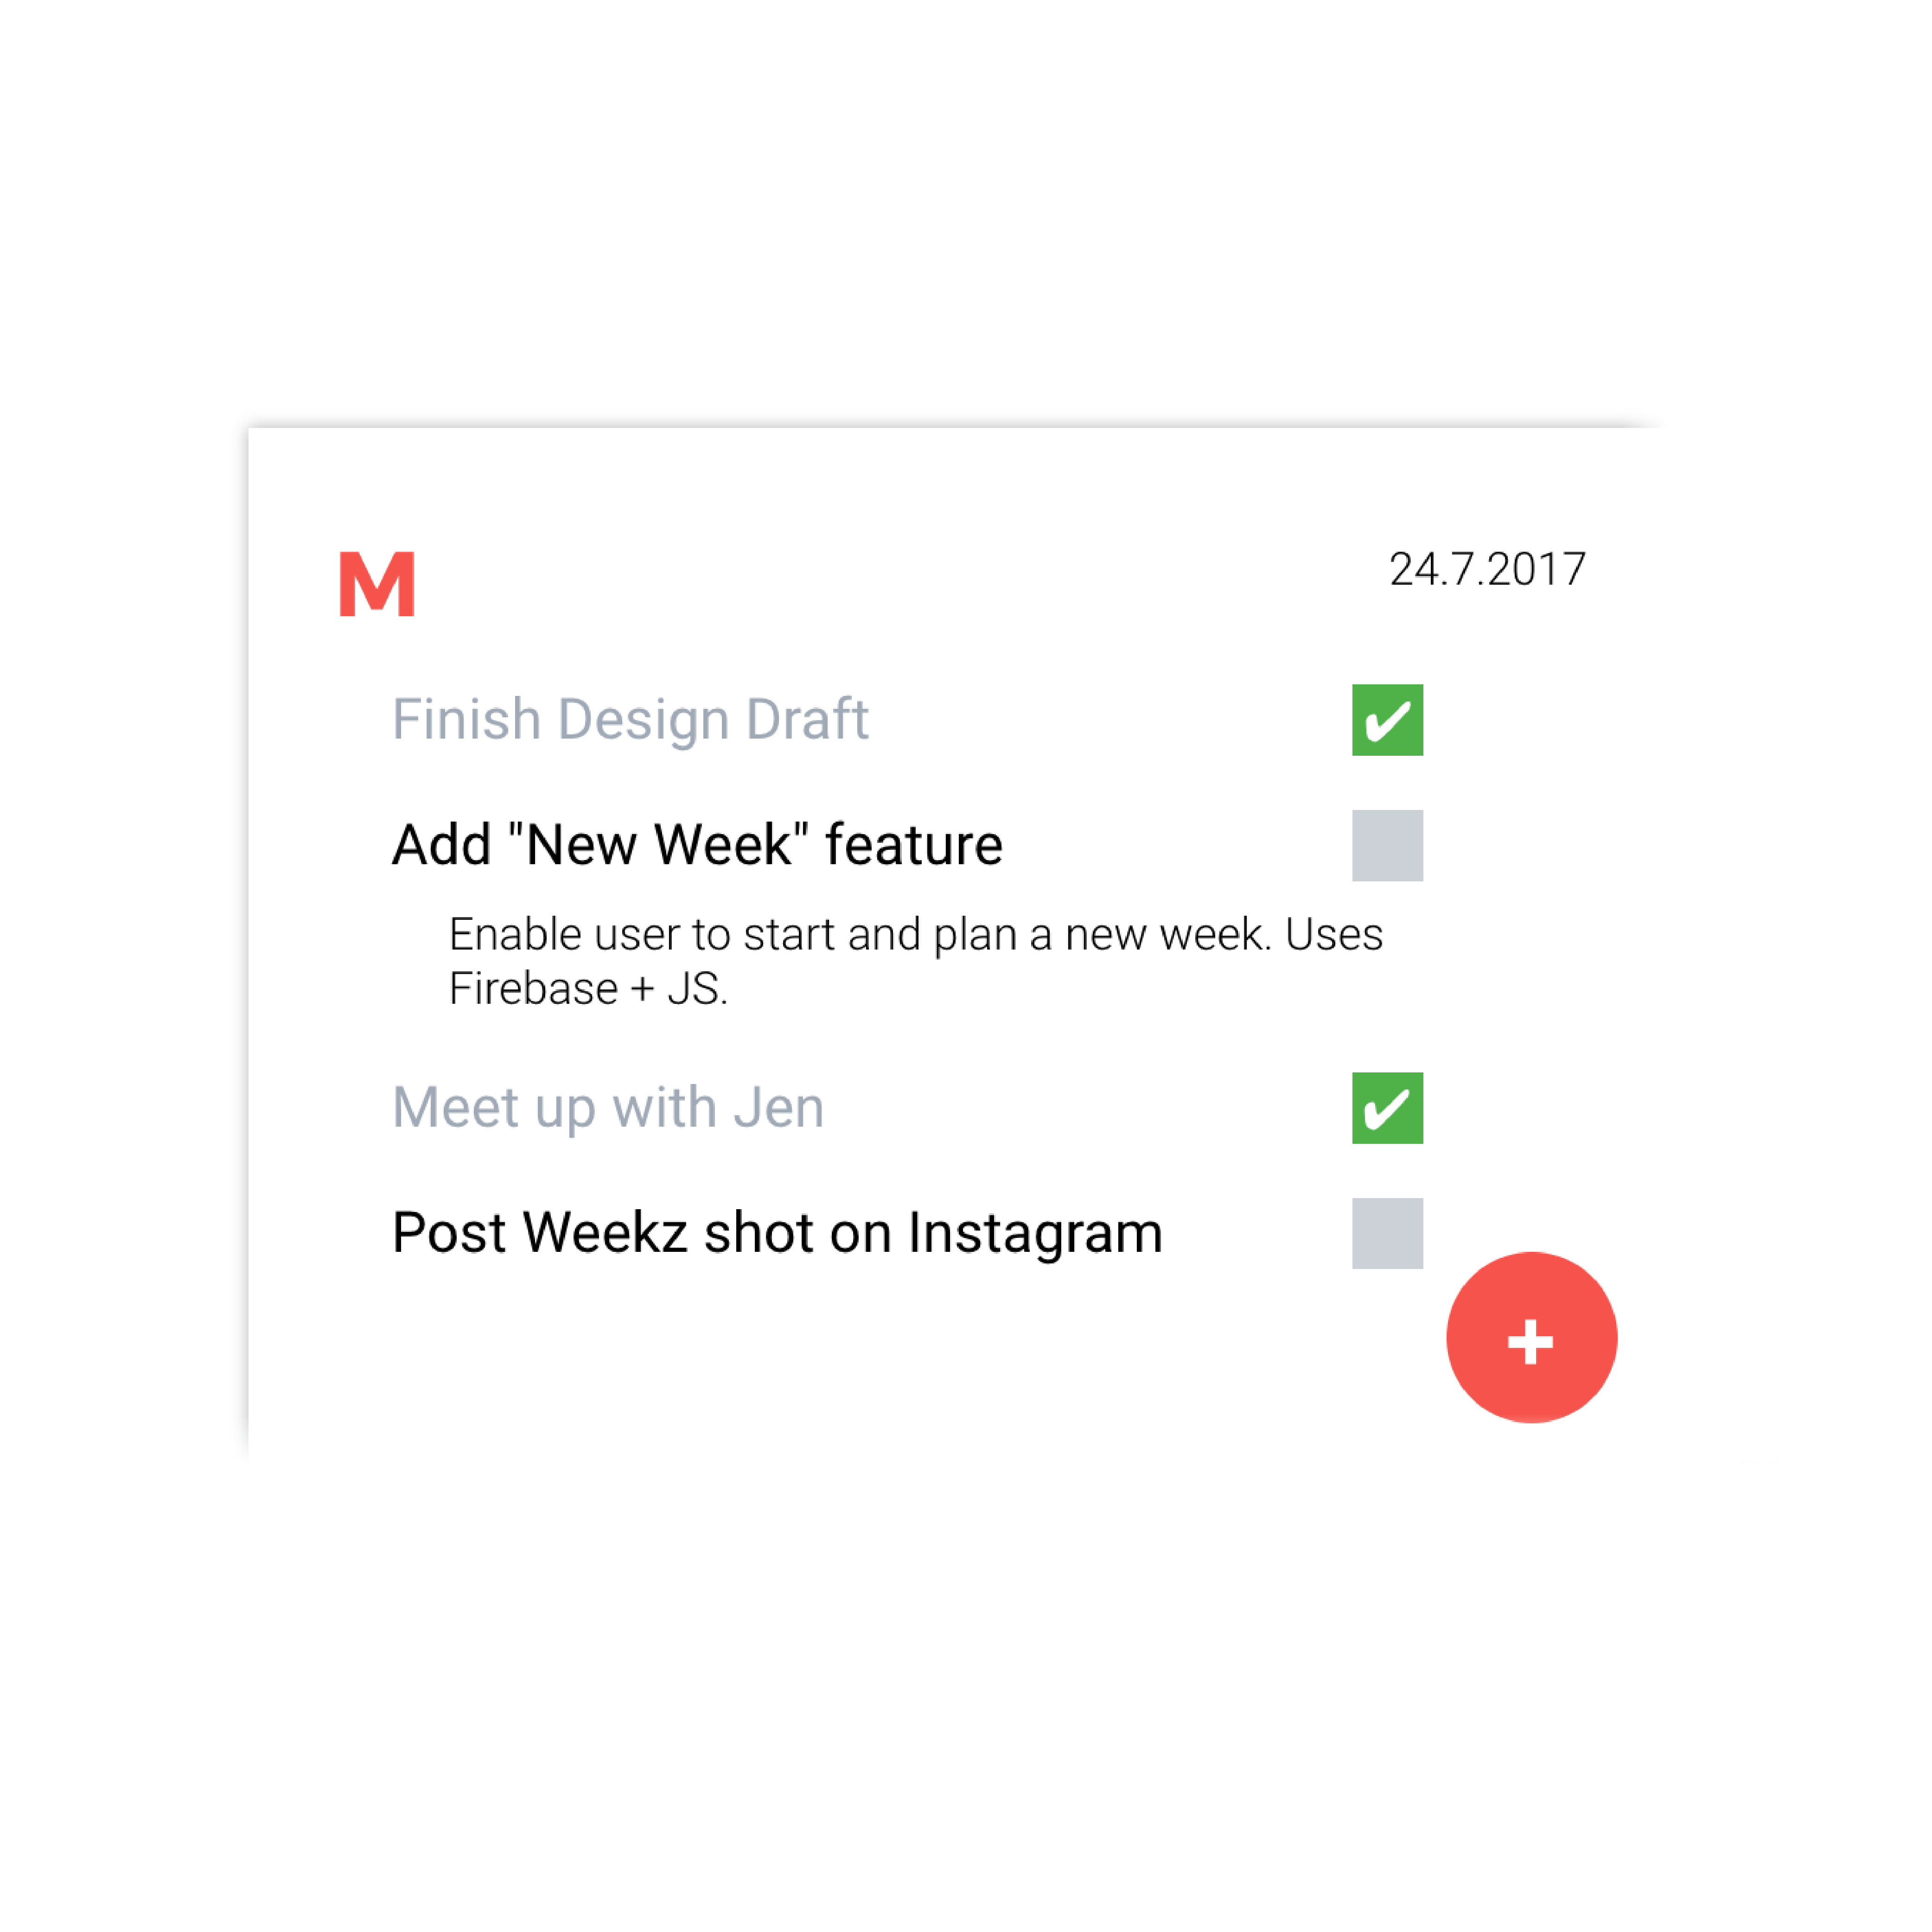 M
24.7.2017
Finish Design Draft
Add "New Week" feature
Enable user to start and plan a new week. Uses
Firebase + JS.
Meet up with Jen
Post Weekz shot on Instagram
+